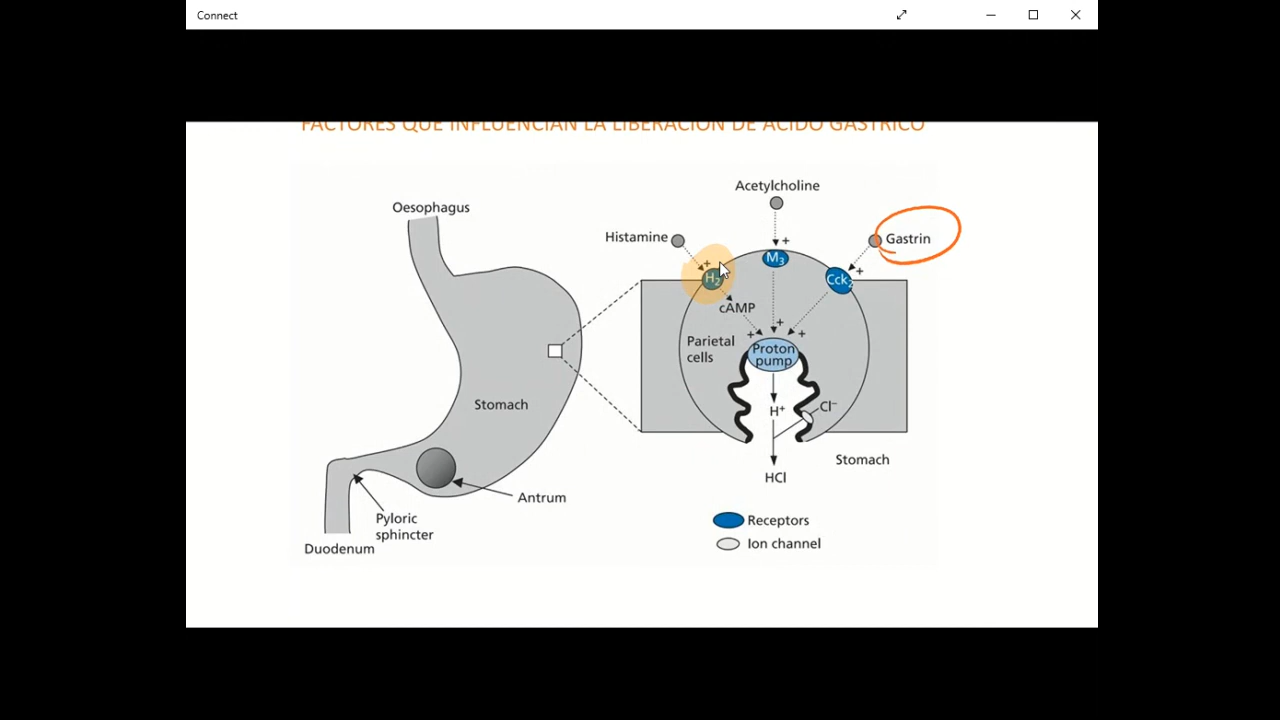 Connect
FACTORES QUE INFLUENCIAN LA LIBERACIÓN DE ÁCIDO GÁSTRICO
Acetylcholine
Oesophagus
Histamine
Gastrin
+
+
+
M3
H2
Cck2
cAMP
+
+
+
Parietal
cells
Proton
pump
Stomach
H+
Cl−
Stomach
HCl
Antrum
Pyloric
sphincter
Duodenum
Receptors
Ion channel